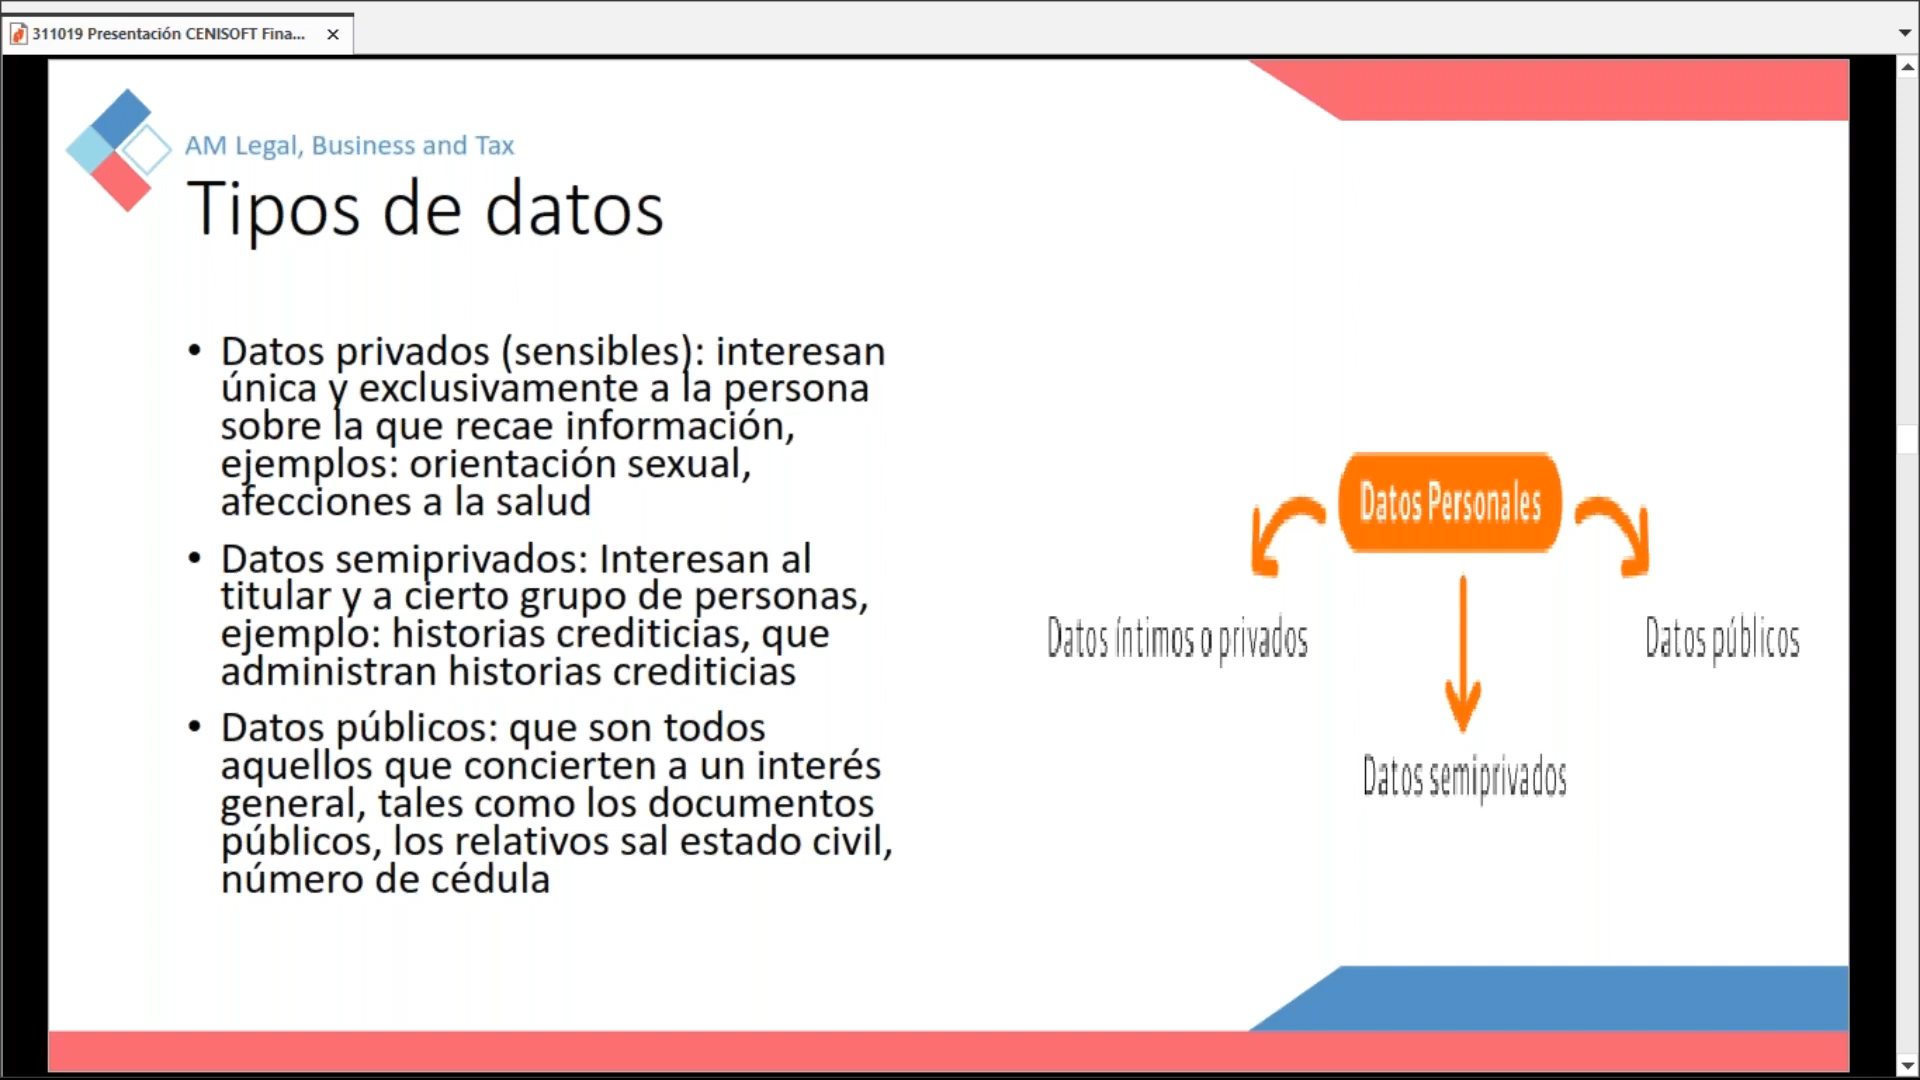 311019 Presentación CENISOFT Fina...
AM Legal, Business and Tax
Tipos de datos
• Datos privados (sensibles): interesan
única y exclusivamente a la persona
sobre la que recae información,
ejemplos: orientación sexual,
afecciones a la salud
• Datos semiprivados: Interesan al
titular y a cierto grupo de personas,
ejemplo: historias crediticias, que
administran historias crediticias
• Datos públicos: que son todos
aquellos que concierten a un interés
general, tales como los documentos
públicos, los relativos sal estado civil,
número de cédula
Datos Personales
Datos íntimos o privados
Datos públicos
Datos semiprivados